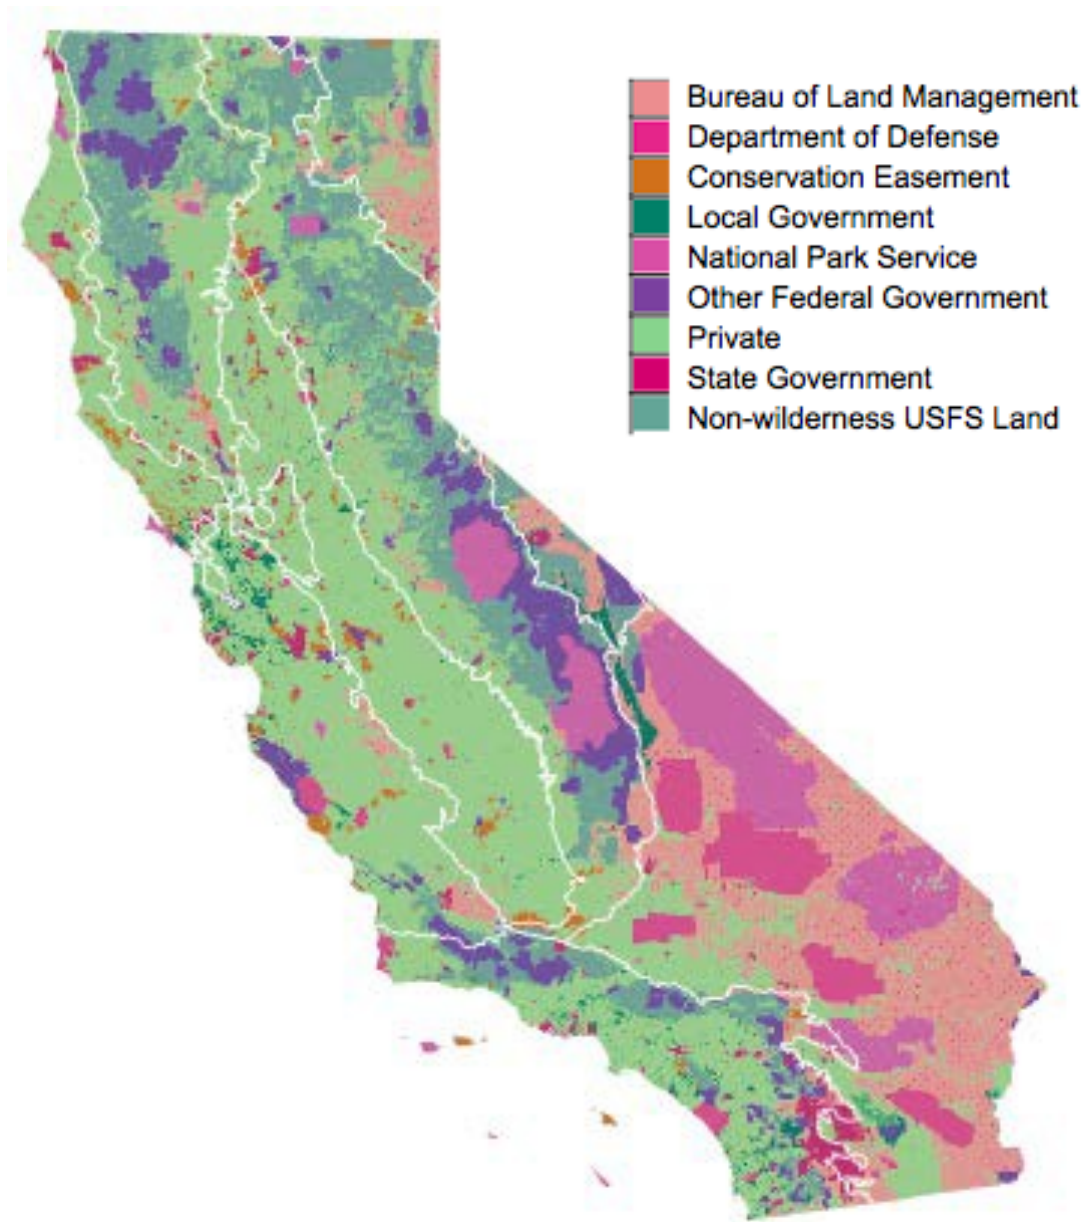 Bureau of Land Management
Department of Defense
Conservation Easement
Local Government
National Park Service
Other Federal Government
Private
State Government
Non-wilderness USFS Land